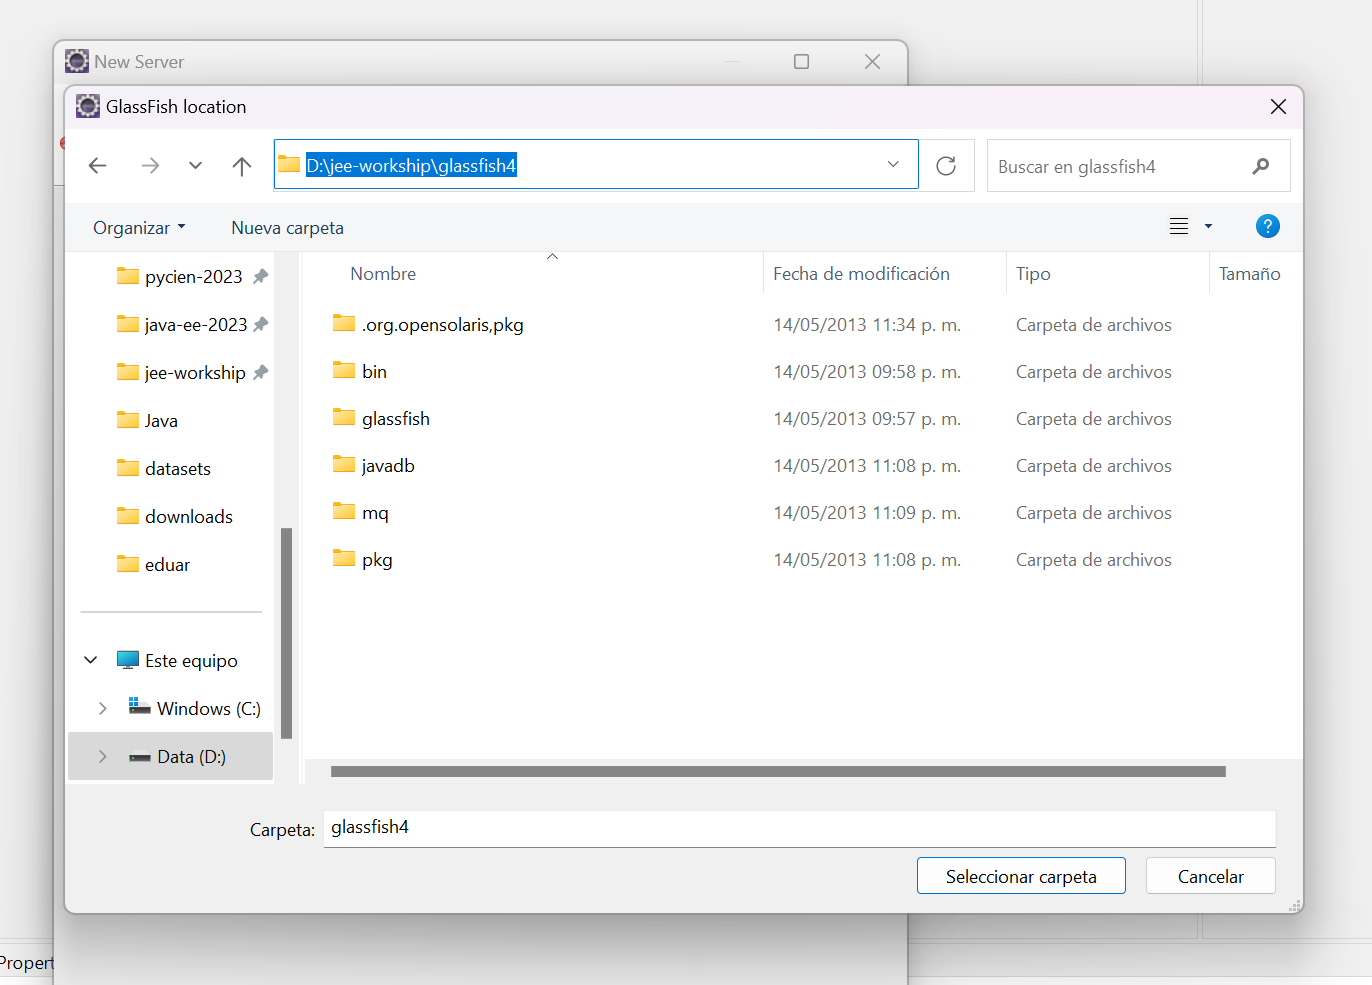 New Server
GlassFish location
D:\jee-workship\glassfish4
Buscar en glassfish4
Organizar
Nueva carpeta
?
pycien-2023
java-ee-2023
jee-workship
Java
datasets
downloads
eduar
Este equipo
Windows (C:)
Data (D:)
Nombre Fecha de modificación Tipo Tamaño
.org.opensolaris,pkg 14/05/2013 11:34 p. m. Carpeta de archivos
bin 14/05/2013 09:58 p. m. Carpeta de archivos
glassfish 14/05/2013 09:57 p. m. Carpeta de archivos
javadb 14/05/2013 11:08 p. m. Carpeta de archivos
mq 14/05/2013 11:09 p. m. Carpeta de archivos
pkg 14/05/2013 11:08 p. m. Carpeta de archivos
Carpeta: glassfish4
Seleccionar carpeta Cancelar
Propert